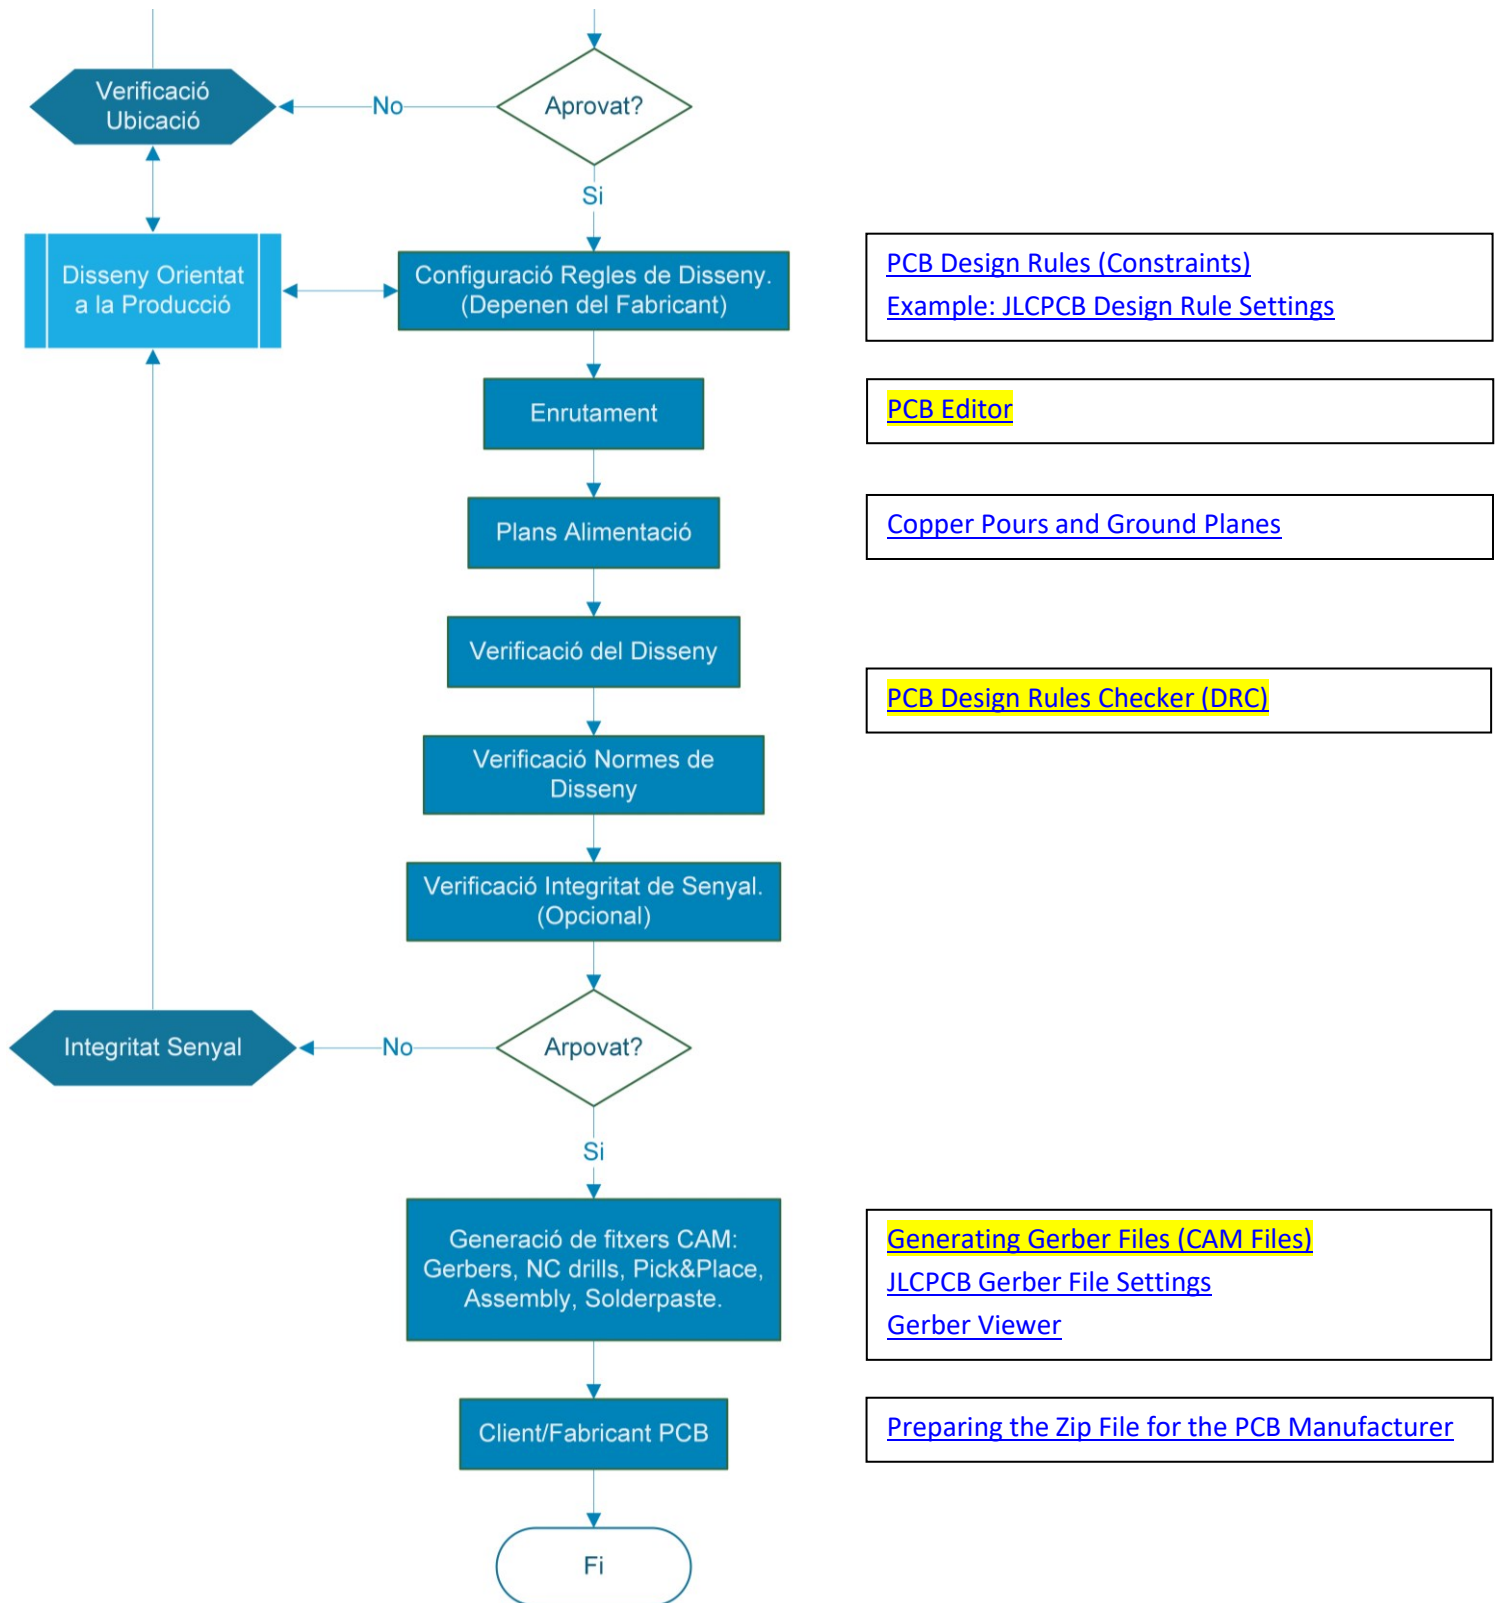 Verificació
Ubicació
No
Aprovat?
Si
Disseny Orientat
a la Producció
Configuració Regles de Disseny.
(Depenen del Fabricant)
PCB Design Rules (Constraints)
Example: JLCPCB Design Rule Settings
Enrutament
PCB Editor
Plans Alimentació
Copper Pours and Ground Planes
Verificació del Disseny
PCB Design Rules Checker (DRC)
Verificació Normes de
Disseny
Verificació Integritat de Senyal.
(Opcional)
Integritat Senyal
No
Arpovat?
Si
Generació de fitxers CAM:
Gerbers, NC drills, Pick&Place,
Assembly, Solderpaste.
Generating Gerber Files (CAM Files)
JLCPCB Gerber File Settings
Gerber Viewer
Client/Fabricant PCB
Preparing the Zip File for the PCB Manufacturer
Fi